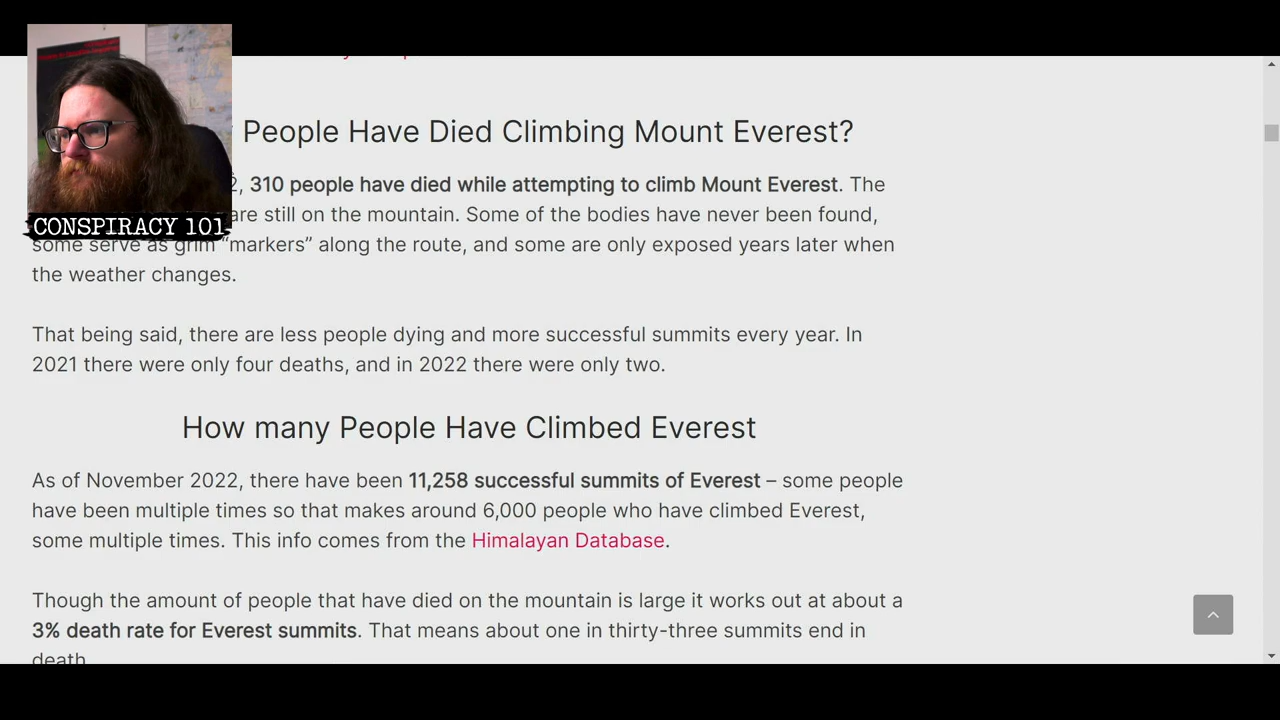 People Have Died Climbing Mount Everest?
2, 310 people have died while attempting to climb Mount Everest. The
are still on the mountain. Some of the bodies have never been found,
CONSPIRACY 101
some serve as grim “markers” along the route, and some are only exposed years later when
the weather changes.
That being said, there are less people dying and more successful summits every year. In
2021 there were only four deaths, and in 2022 there were only two.
How many People Have Climbed Everest
As of November 2022, there have been 11,258 successful summits of Everest – some people
have been multiple times so that makes around 6,000 people who have climbed Everest,
some multiple times. This info comes from the Himalayan Database.
Though the amount of people that have died on the mountain is large it works out at about a
3% death rate for Everest summits. That means about one in thirty-three summits end in
death